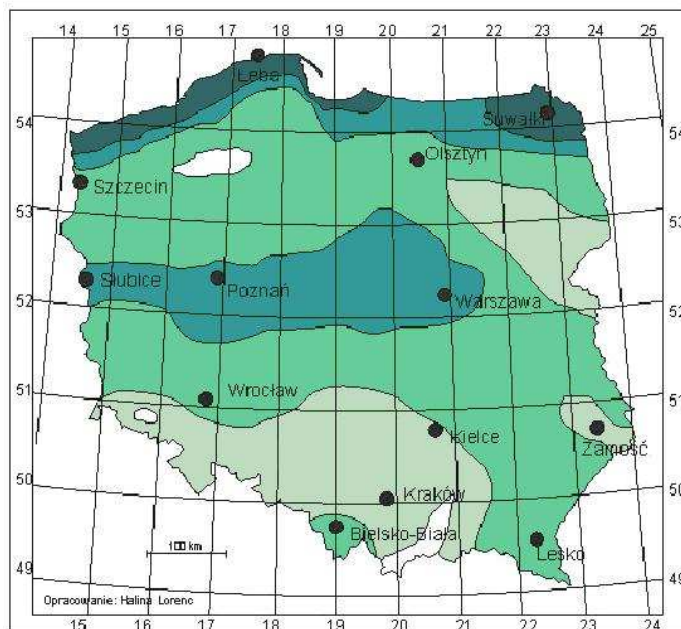 14 15 16 17 18 19 20 21 22 23 24 25
Łeba
Suwałki
54
54
Olsztyn
Szczecin
53
53
Słubice
Poznań
Warszawa
52
52
Wrocław
51
51
Kielce
Zamość
50
50
Kraków
Bielsko-Biała
Lesko
100 km
49
49
Opracowanie: Halina Lorenc
15 16 17 18 19 20 21 22 23 24